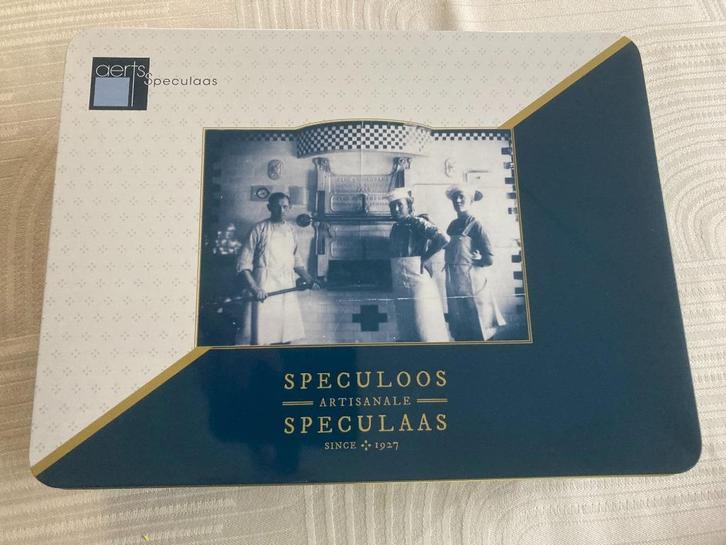 aerts
Speculaas
SPECULOOS
ARTISANALE
SPECULAAS
SINCE 1927